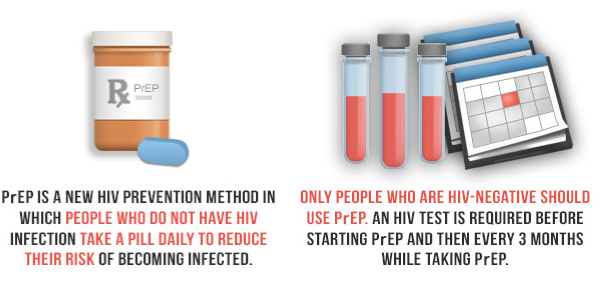 Rx PrEP
PrEP IS A NEW HIV PREVENTION METHOD IN
WHICH PEOPLE WHO DO NOT HAVE HIV
INFECTION TAKE A PILL DAILY TO REDUCE
THEIR RISK OF BECOMING INFECTED.
ONLY PEOPLE WHO ARE HIV-NEGATIVE SHOULD
USE PrEP. AN HIV TEST IS REQUIRED BEFORE
STARTING PrEP AND THEN EVERY 3 MONTHS
WHILE TAKING PrEP.